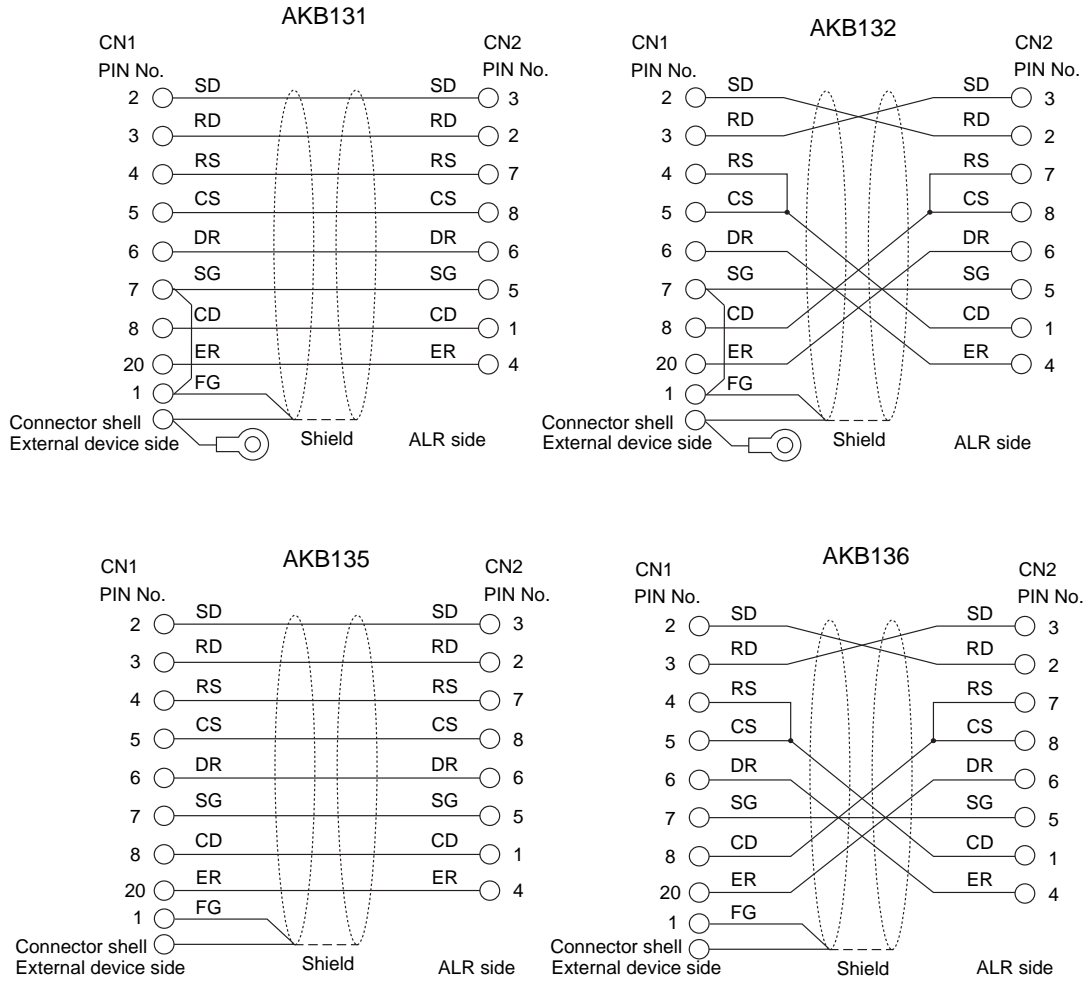 AKB131
CN1 CN2
PIN No. PIN No.
2 SD SD 3
3 RD RD 2
4 RS RS 7
5 CS CS 8
6 DR DR 6
7 SG SG 5
8 CD CD 1
20 ER ER 4
1 FG
Connector shell
External device side Shield ALR side
AKB132
CN1 CN2
PIN No. PIN No.
2 SD SD 3
3 RD RD 2
4 RS RS 7
5 CS CS 8
6 DR DR 6
7 SG SG 5
8 CD CD 1
20 ER ER 4
1 FG
Connector shell
External device side Shield ALR side
AKB135
CN1 CN2
PIN No. PIN No.
2 SD SD 3
3 RD RD 2
4 RS RS 7
5 CS CS 8
6 DR DR 6
7 SG SG 5
8 CD CD 1
20 ER ER 4
1 FG
Connector shell
External device side Shield ALR side
AKB136
CN1 CN2
PIN No. PIN No.
2 SD SD 3
3 RD RD 2
4 RS RS 7
5 CS CS 8
6 DR DR 6
7 SG SG 5
8 CD CD 1
20 ER ER 4
1 FG
Connector shell
External device side Shield ALR side